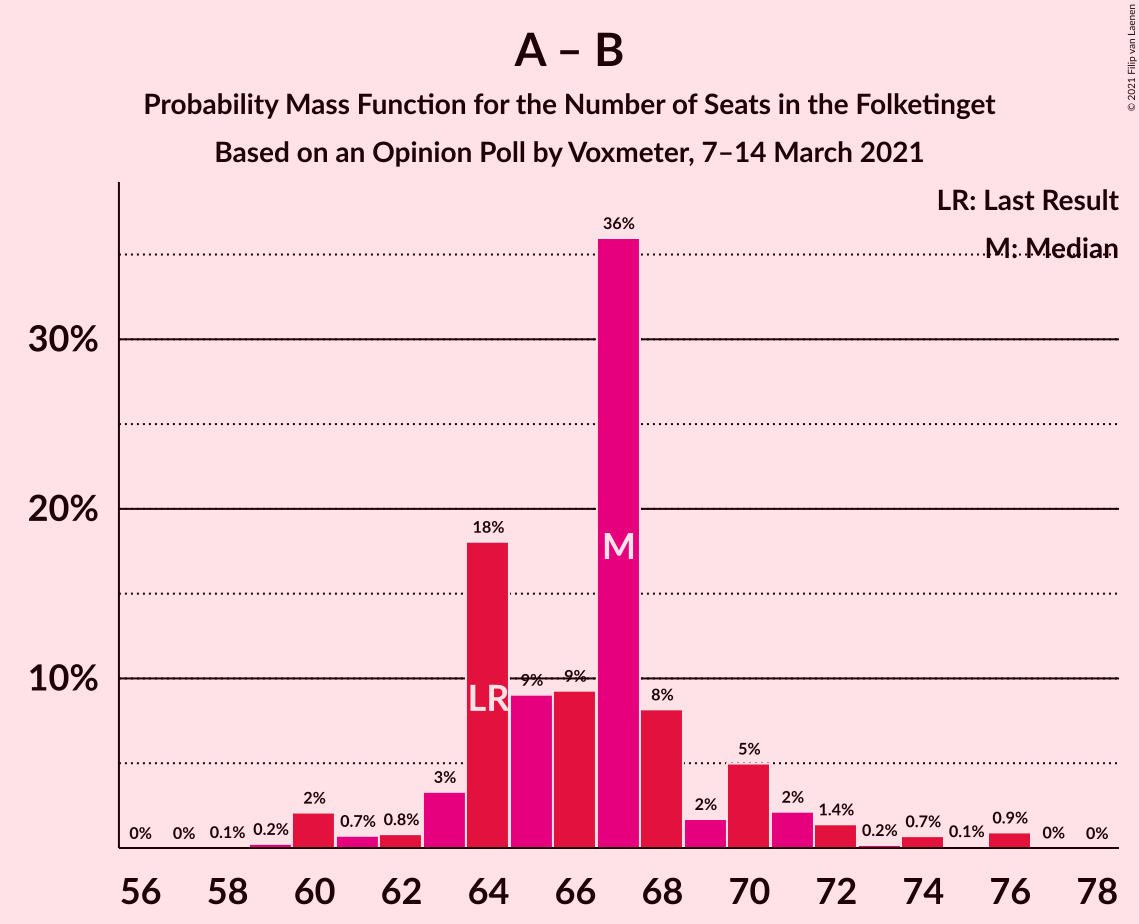 A – B
Probability Mass Function for the Number of Seats in the Folketinget
Based on an Opinion Poll by Voxmeter, 7–14 March 2021
© 2021 Filip van Laenen
LR: Last Result
M: Median
30%
20%
10%
0%
0%
0.1%
0.2%
2%
0.7%
0.8%
3%
18%
9%
9%
36%
8%
2%
5%
2%
1.4%
0.2%
0.7%
0.1%
0.9%
0%
0%
LR
M
56 58 60 62 64 66 68 70 72 74 76 78